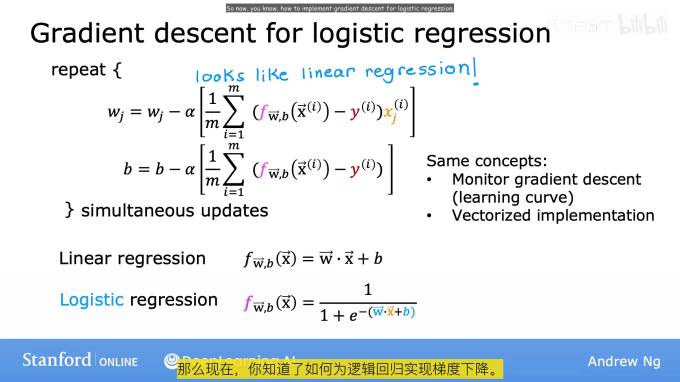 So now, you know, how to implement gradient descent for logistic regression.
bilibili
Gradient descent for logistic regression
repeat {
looks like linear regression!
w_j = w_j − α [ 1/m ∑_{i=1}^{m} (f_{w⃗,b}(x⃗^{(i)}) − y^{(i)}) x_j^{(i)} ]
b = b − α [ 1/m ∑_{i=1}^{m} (f_{w⃗,b}(x⃗^{(i)}) − y^{(i)}) ]
} simultaneous updates
Same concepts:
• Monitor gradient descent
(learning curve)
• Vectorized implementation
Linear regression f_{w⃗,b}(x⃗) = w⃗ · x⃗ + b
Logistic regression f_{w⃗,b}(x⃗) = 1 / (1 + e^{−(w⃗·x⃗+b)})
Stanford ONLINE
Andrew Ng
那么现在，你知道了如何为逻辑回归实现梯度下降。